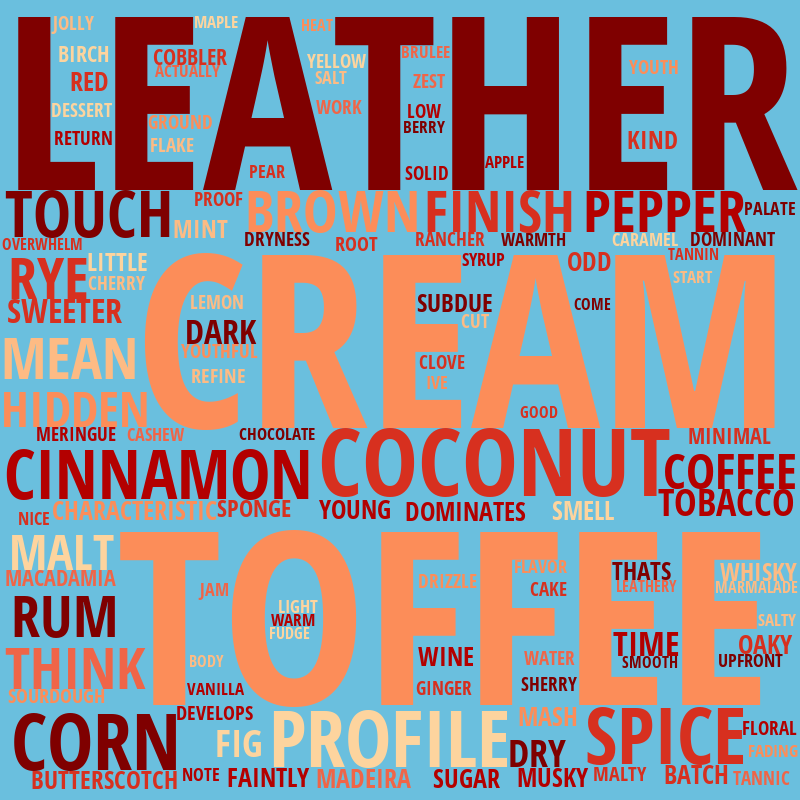 LEATHER
JOLLY
MAPLE
HEAT
BIRCH
COBBLER
ACTUALLY
YELLOW
SALT
BRULEE
YOUTH
RED
ZEST
DESSERT
WORK
LOW
BERRY
GROUND
RETURN
FLAKE
KIND
PEAR
SOLID
APPLE
TOUCH
PROOF
MINT
BROWN
FINISH
PEPPER
PALATE
OVERWHELM
DRYNESS
ROOT
RANCHER
WARMTH
CARAMEL
DOMINANT
RYE
LITTLE
CHERRY
CREAM
SYRUP
ODD
TANNIN
START
SWEETER
LEMON
SUBDUE
COME
CUT
DARK
YOUTHFUL
MEAN
REFINE
CLOVE
IVE
HIDDEN
GOOD
MERINGUE
CASHEW
CHOCOLATE
COCONUT
MINIMAL
CINNAMON
COFFEE
TOBACCO
NICE
CHARACTERISTIC
SPONGE
YOUNG
DOMINATES
SMELL
MALT
TOFFEE
MACADAMIA
JAM
DRIZZLE
FLAVOR
CAKE
THATS
LEATHERY
WHISKY
MARMALADE
RUM
LIGHT
WARM
FUDGE
SALTY
THINK
BODY
WINE
WATER
TIME
SMOOTH
OAKY
UPFRONT
SOURDOUGH
VANILLA
GINGER
SHERRY
CORN
DEVELOPS
FIG
PROFILE
MASH
DRY
SPICE
FLORAL
FADING
BUTTERSCOTCH
NOTE
FAINTLY
MADEIRA
SUGAR
MUSKY
MALTY
BATCH
TANNIC